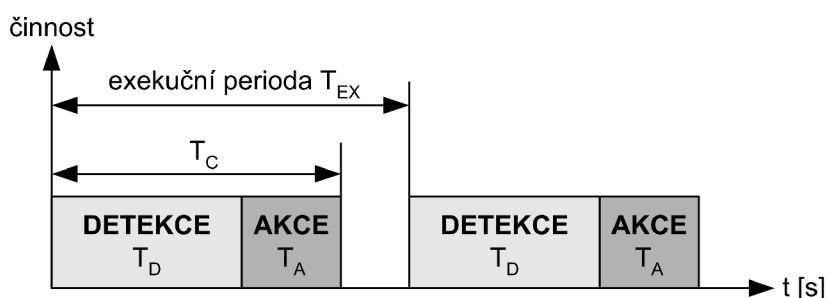 činnost
exekuční perioda T_EX
T_C
DETEKCE AKCE DETEKCE AKCE
T_D T_A T_D T_A
t [s]